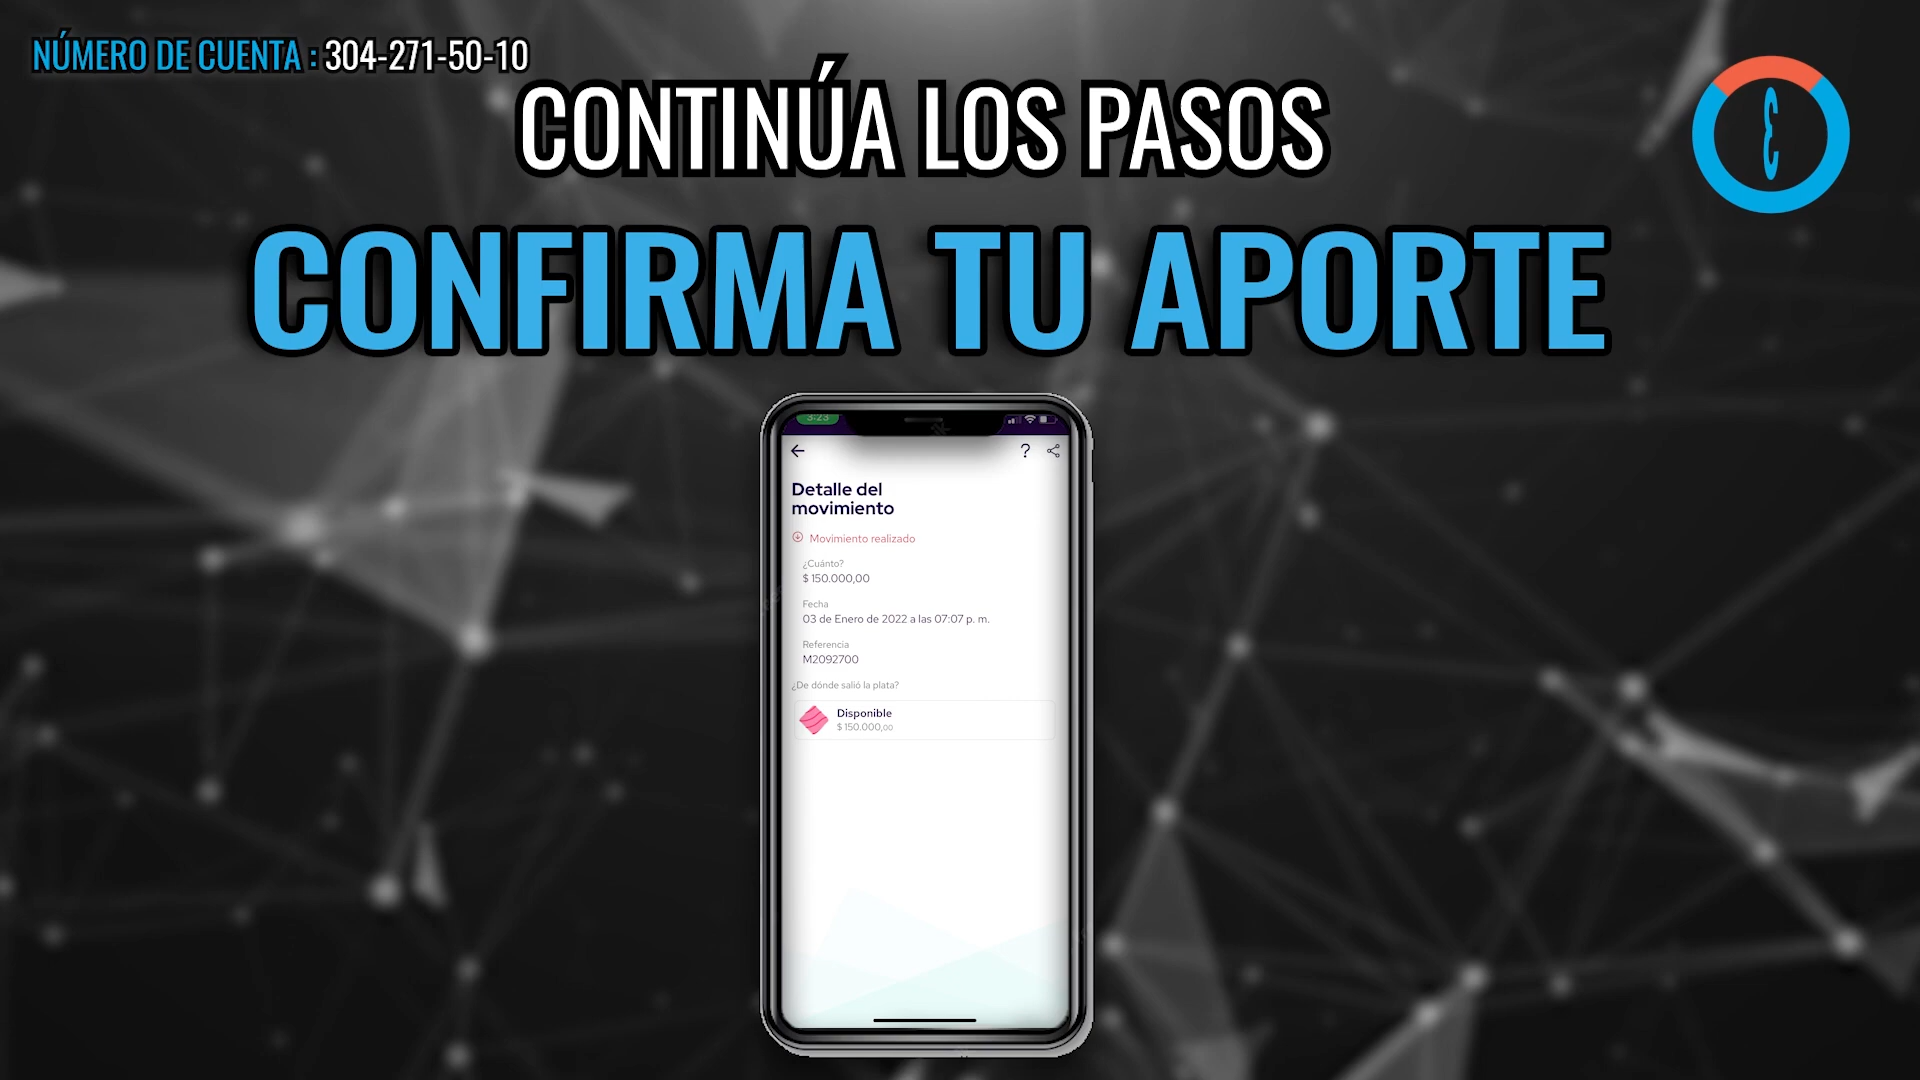 NÚMERO DE CUENTA : 304-271-50-10
CONTINÚA LOS PASOS
CONFIRMA TU APORTE
3:23
?
Detalle del
movimiento
Movimiento realizado
¿Cuánto?
$ 150.000,00
Fecha
03 de Enero de 2022 a las 07:07 p. m.
Referencia
M2092700
¿De dónde salió la plata?
Disponible
$ 150.000,00